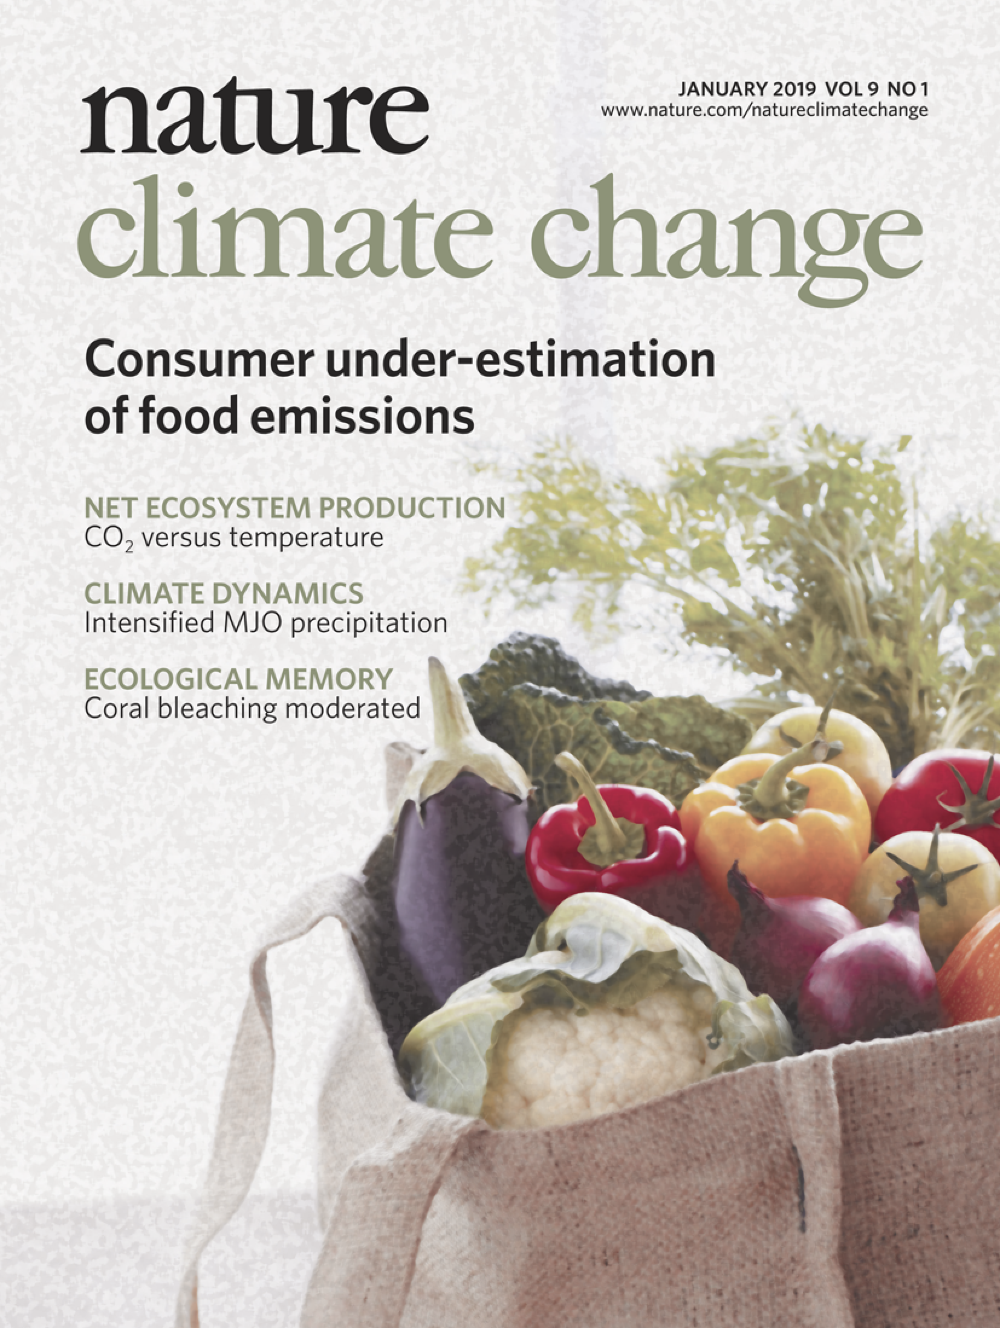 nature
JANUARY 2019 VOL 9 NO 1
www.nature.com/natureclimatechange
climate change
Consumer under-estimation
of food emissions
NET ECOSYSTEM PRODUCTION
CO₂ versus temperature
CLIMATE DYNAMICS
Intensified MJO precipitation
ECOLOGICAL MEMORY
Coral bleaching moderated